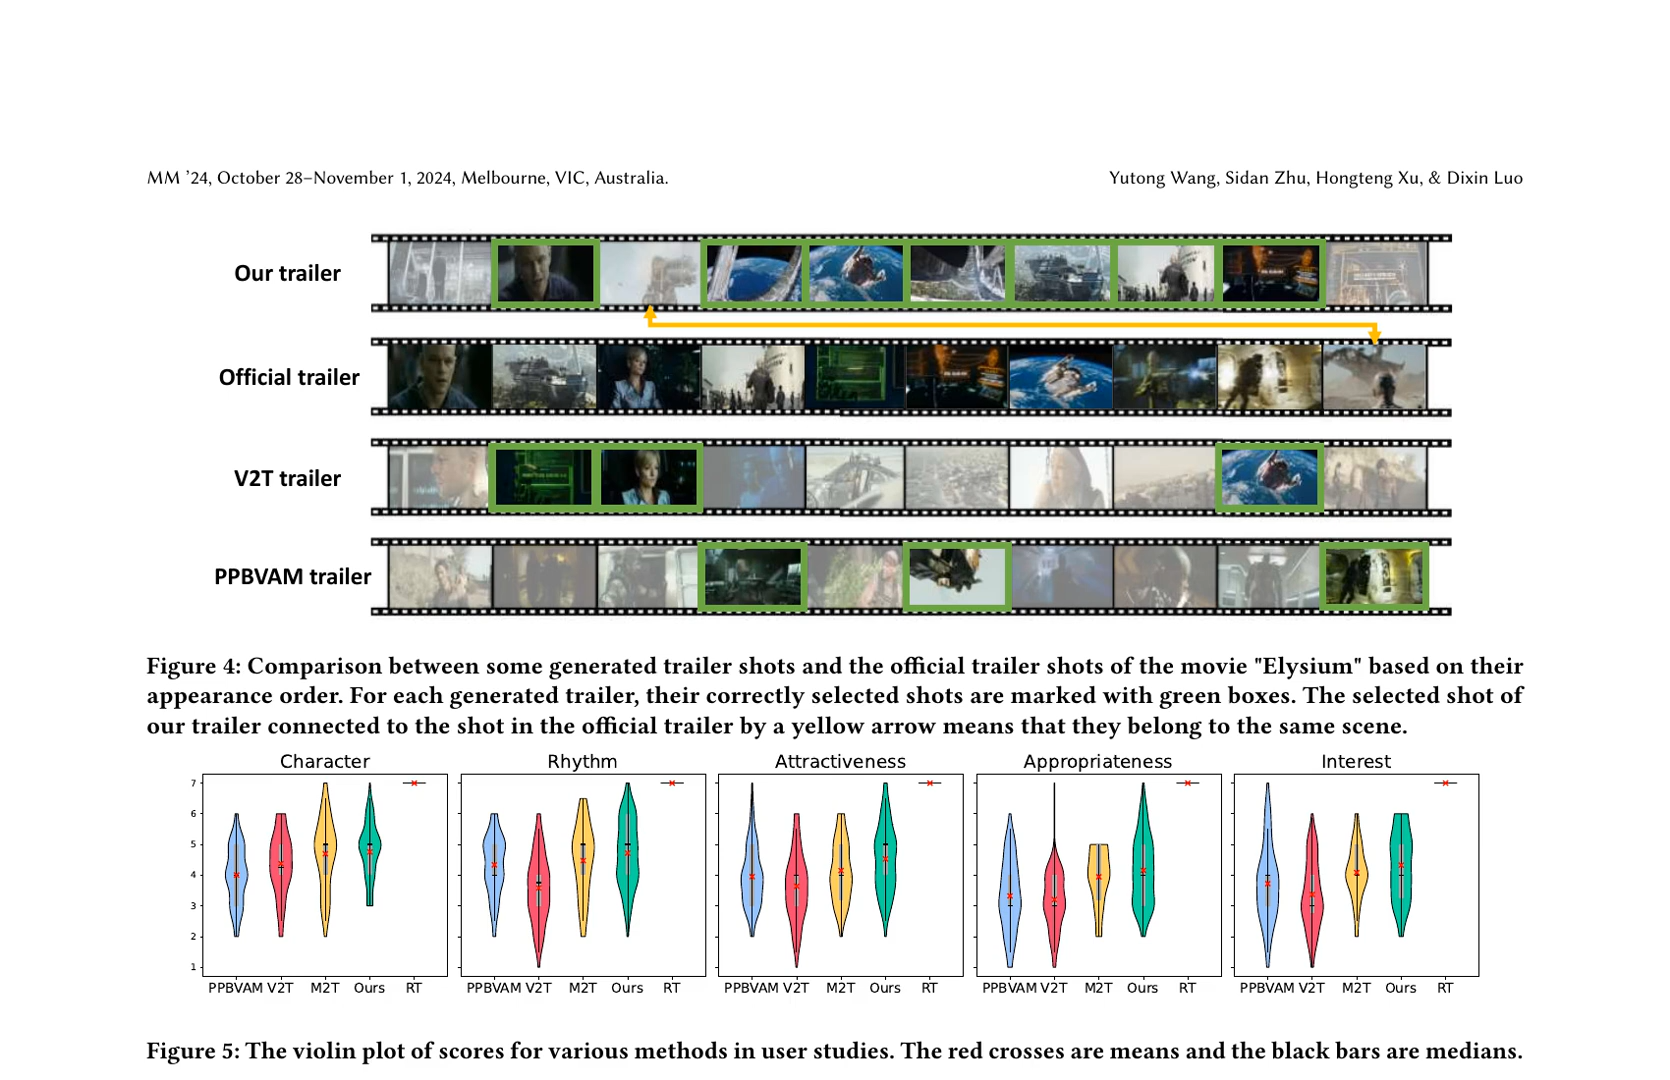 MM ’24, October 28–November 1, 2024, Melbourne, VIC, Australia.
Yutong Wang, Sidan Zhu, Hongteng Xu, & Dixin Luo
Our trailer
Official trailer
V2T trailer
PPBVAM trailer
Figure 4: Comparison between some generated trailer shots and the official trailer shots of the movie "Elysium" based on their
appearance order. For each generated trailer, their correctly selected shots are marked with green boxes. The selected shot of
our trailer connected to the shot in the official trailer by a yellow arrow means that they belong to the same scene.
Character Rhythm Attractiveness Appropriateness Interest
7
6
5
4
3
2
1
PPBVAM V2T M2T Ours RT PPBVAM V2T M2T Ours RT PPBVAM V2T M2T Ours RT PPBVAM V2T M2T Ours RT PPBVAM V2T M2T Ours RT
Figure 5: The violin plot of scores for various methods in user studies. The red crosses are means and the black bars are medians.